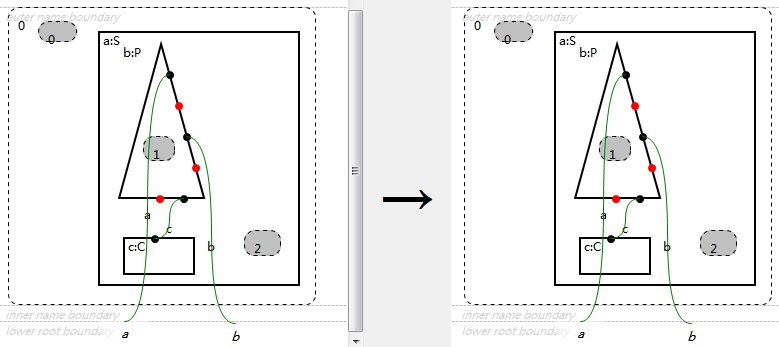 outer name boundary
0
0
a:S
b:P
1
a
c
c:C
b
2
inner name boundary
lower root boundary
a
b
outer name boundary
0
0
a:S
b:P
1
a
c
c:C
b
2
inner name boundary
lower root boundary
a
b